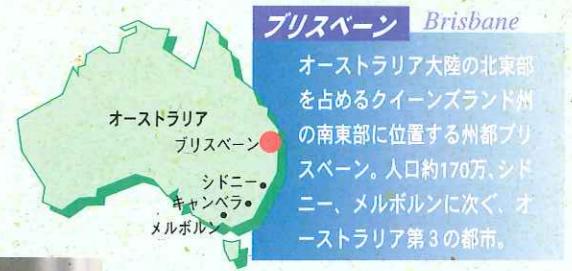 ブリスベーン Brisbane
オーストラリア大陸の北東部
を占めるクイーンズランド州
の南東部に位置する州都ブリ
スベーン。人口約170万、シド
ニー、メルボルンに次ぐ、オ
ーストラリア第3の都市。
オーストラリア
ブリスベーン
シドニー
キャンベラ
メルボルン